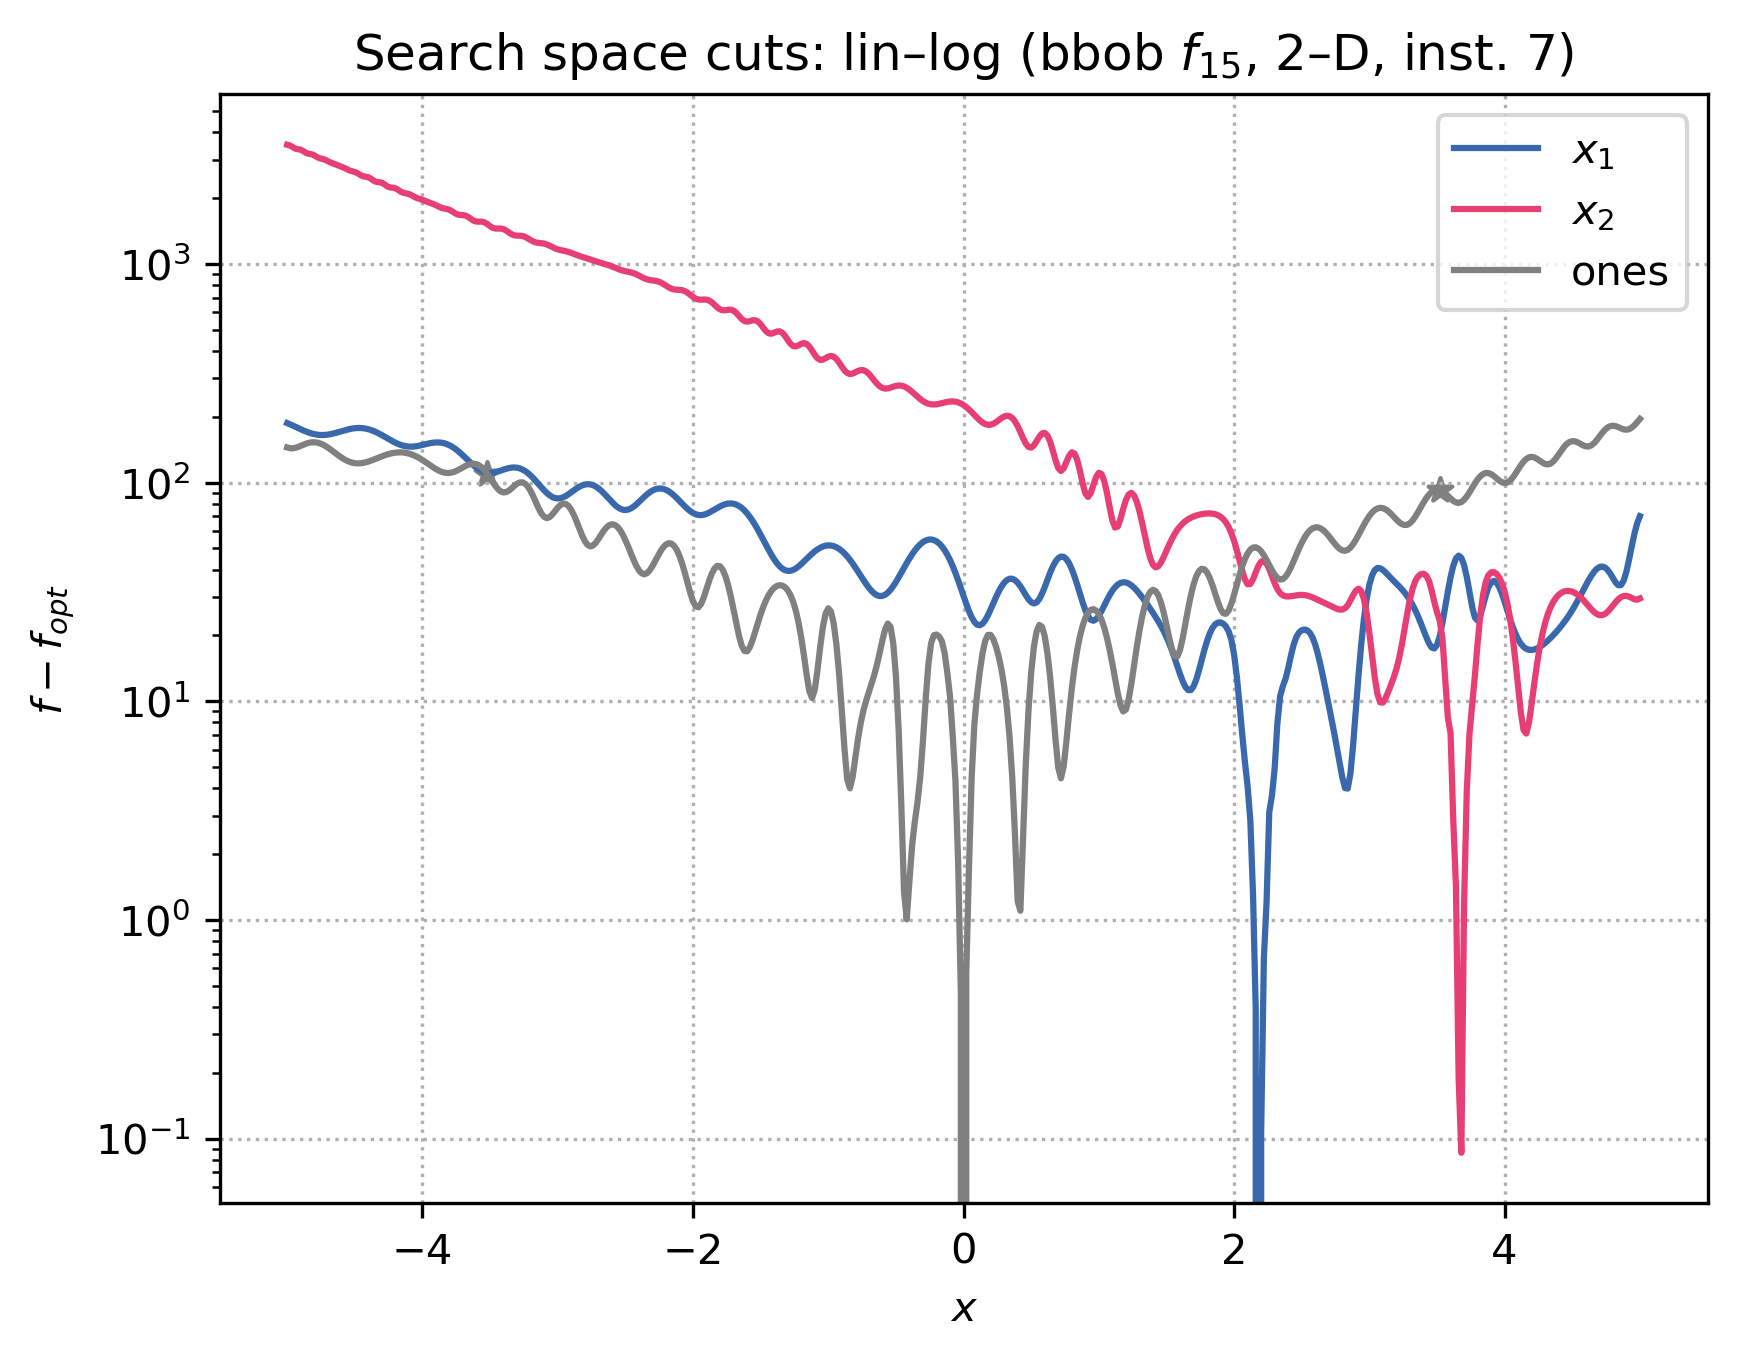 Search space cuts: lin–log (bbob f₁₅, 2–D, inst. 7)
x₁
x₂
ones
f − f_opt
10³
10²
10¹
10⁰
10⁻¹
−4 −2 0 2 4
x